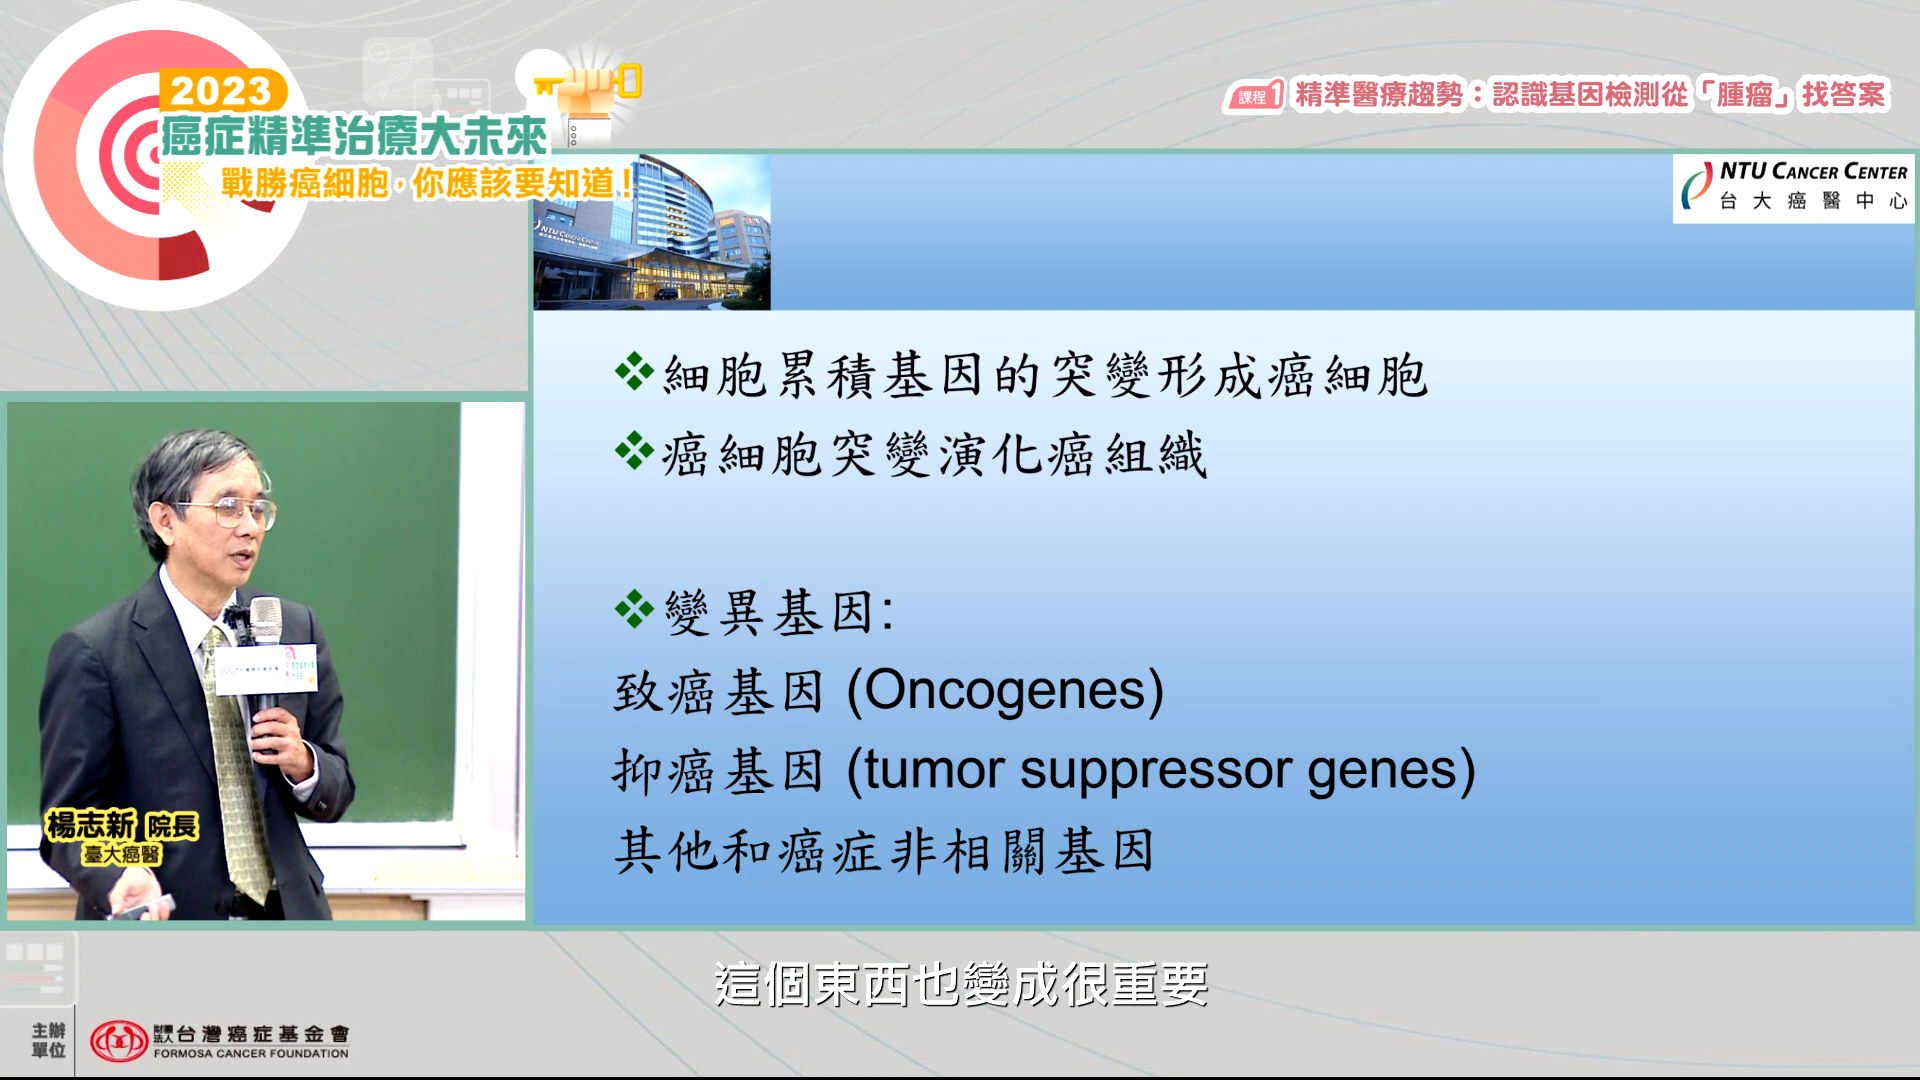 2023
癌症精準治療大未來
戰勝癌細胞,你應該要知道!
課程1 精準醫療趨勢:認識基因檢測從「腫瘤」找答案
NTU CANCER CENTER
NTU CANCER CENTER
台大癌醫中心
細胞累積基因的突變形成癌細胞
癌細胞突變演化癌組織
變異基因:
致癌基因 (Oncogenes)
抑癌基因 (tumor suppressor genes)
其他和癌症非相關基因
楊志新 院長
臺大癌醫
這個東西也變成很重要
主辦
單位
財團
法人
台灣癌症基金會
FORMOSA CANCER FOUNDATION